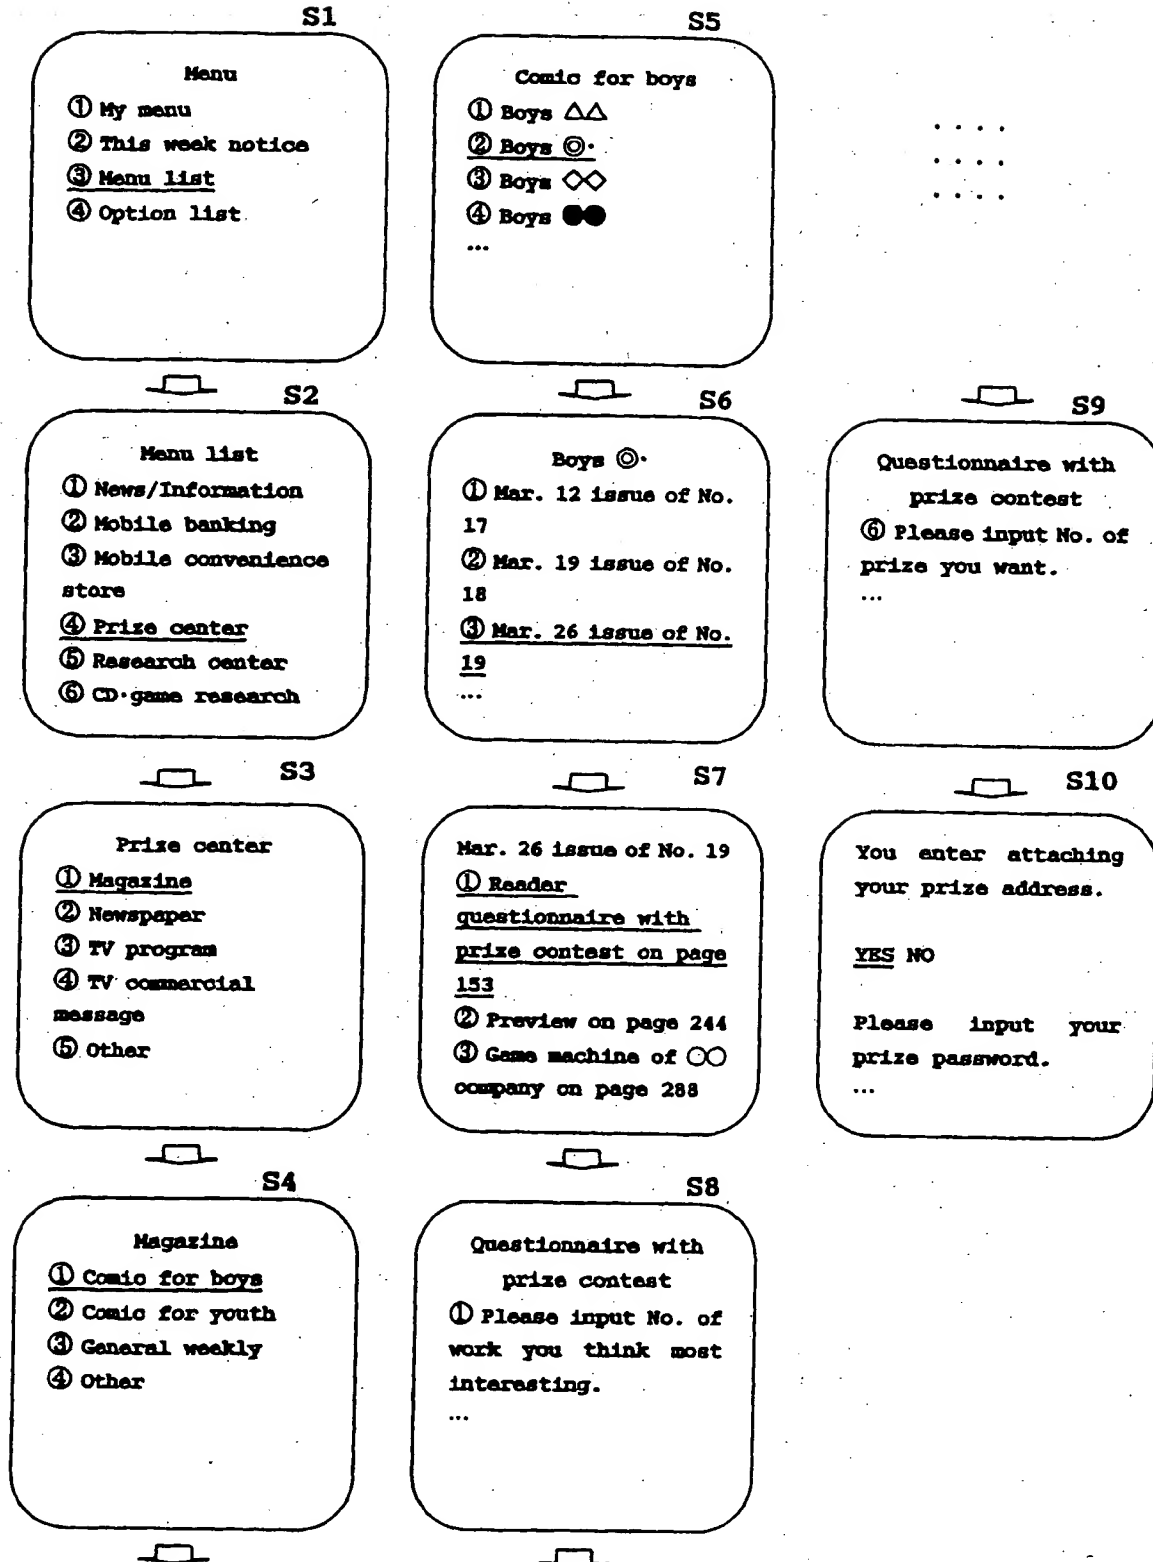 S1
Menu
① My menu
② This week notice
③ Menu list
④ Option list
S2
Menu list
① News/Information
② Mobile banking
③ Mobile convenience
store
④ Prize center
⑤ Research center
⑥ CD·game research
S3
Prize center
① Magazine
② Newspaper
③ TV program
④ TV commercial
message
⑤ Other
S4
Magazine
① Comic for boys
② Comic for youth
③ General weekly
④ Other
S5
Comic for boys
① Boys △△
② Boys ◎·
③ Boys ◇◇
④ Boys ●●
...
S6
Boys ◎·
① Mar. 12 issue of No.
17
② Mar. 19 issue of No.
18
③ Mar. 26 issue of No.
19
...
S7
Mar. 26 issue of No. 19
① Reader
questionnaire with
prize contest on page
153
② Preview on page 244
③ Game machine of ○○
company on page 288
S8
Questionnaire with
prize contest
① Please input No. of
work you think most
interesting.
...
. . . .
. . . .
. . . .
S9
Questionnaire with
prize contest
⑥ Please input No. of
prize you want.
...
S10
You enter attaching
your prize address.
YES NO
Please input your
prize password.
...